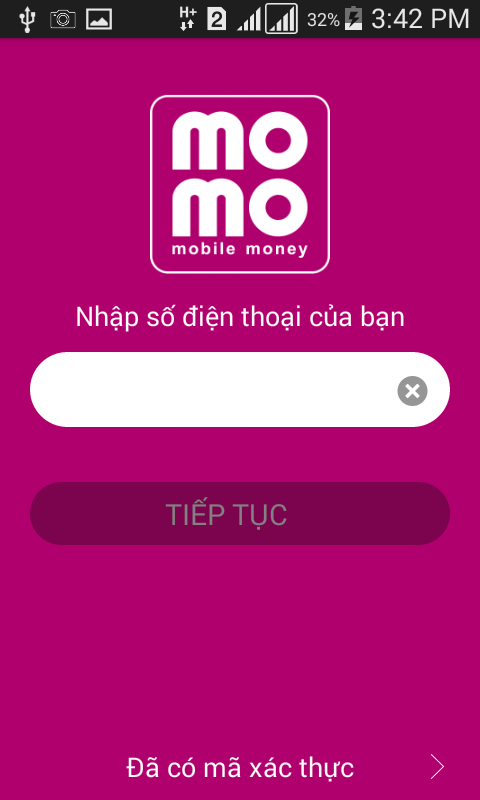 H+ 2 32% 3:42 PM
mo
mo
mobile money
Nhập số điện thoại của bạn
TIẾP TỤC
Đã có mã xác thực